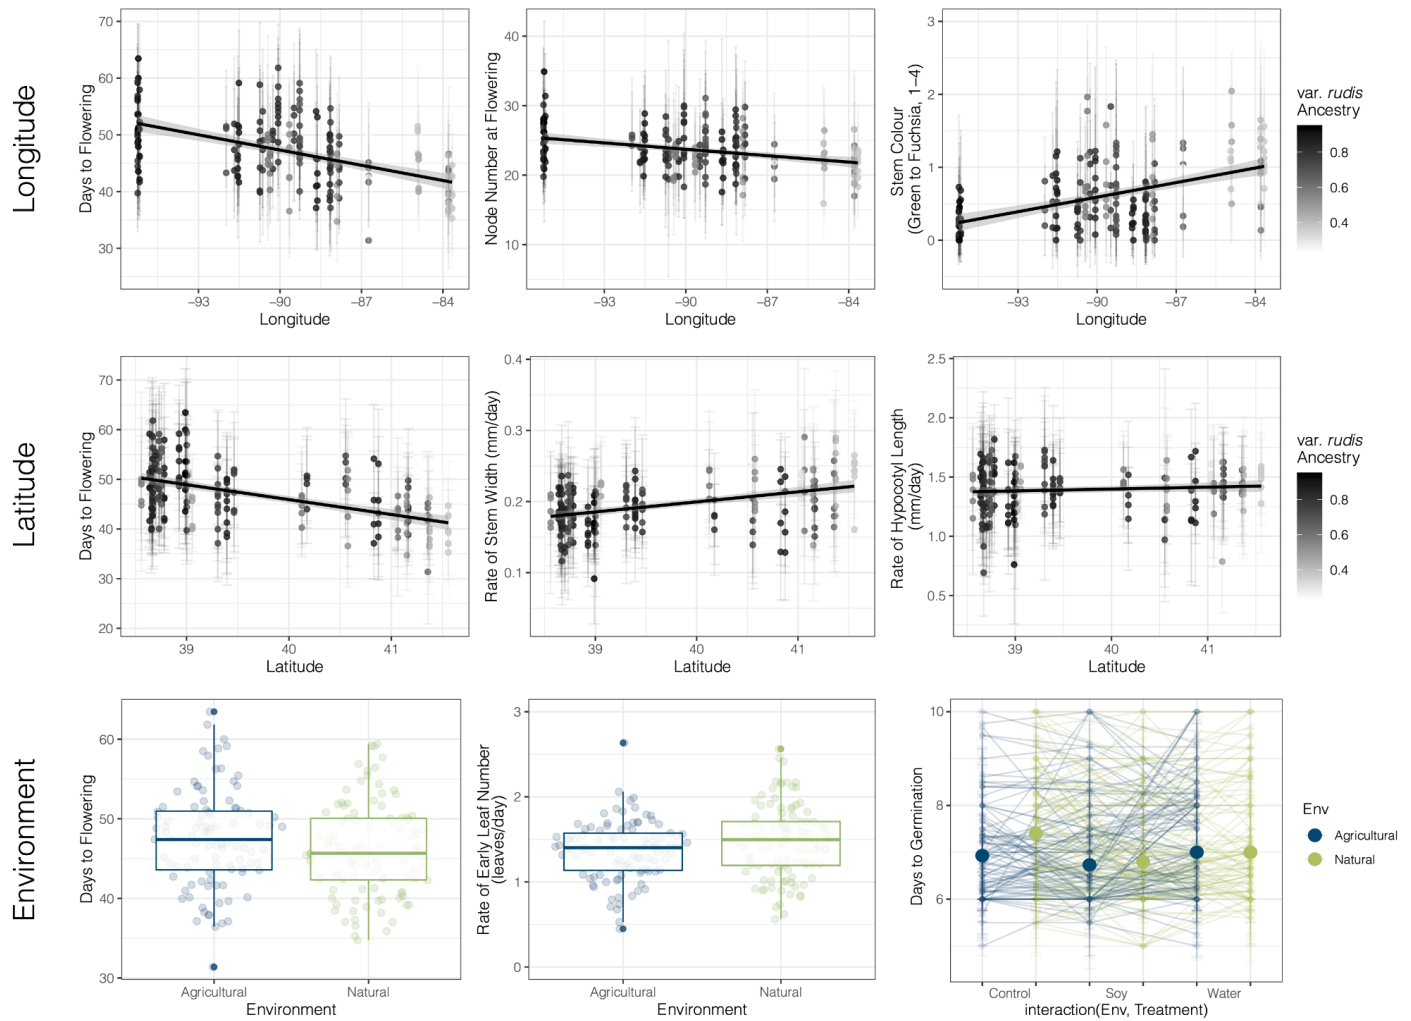 Longitude
Days to Flowering
70
60
50
40
30
−93
−90
−87
−84
Longitude
Node Number at Flowering
40
30
20
10
−93
−90
−87
−84
Longitude
Stem Colour
(Green to Fuchsia, 1−4)
3
2
1
0
−93
−90
−87
−84
Longitude
var. rudis
Ancestry
0.8
0.6
0.4
Latitude
Days to Flowering
70
60
50
40
30
20
39
40
41
Latitude
Rate of Stem Width (mm/day)
0.4
0.3
0.2
0.1
39
40
41
Latitude
Rate of Hypocotyl Length
(mm/day)
2.5
2.0
1.5
1.0
0.5
39
40
41
Latitude
var. rudis
Ancestry
0.8
0.6
0.4
Environment
Days to Flowering
60
50
40
30
Agricultural
Natural
Environment
Rate of Early Leaf Number
(leaves/day)
3
2
1
0
Agricultural
Natural
Environment
Days to Germination
10
8
6
Control
Soy
Water
interaction(Env, Treatment)
Env
Agricultural
Natural